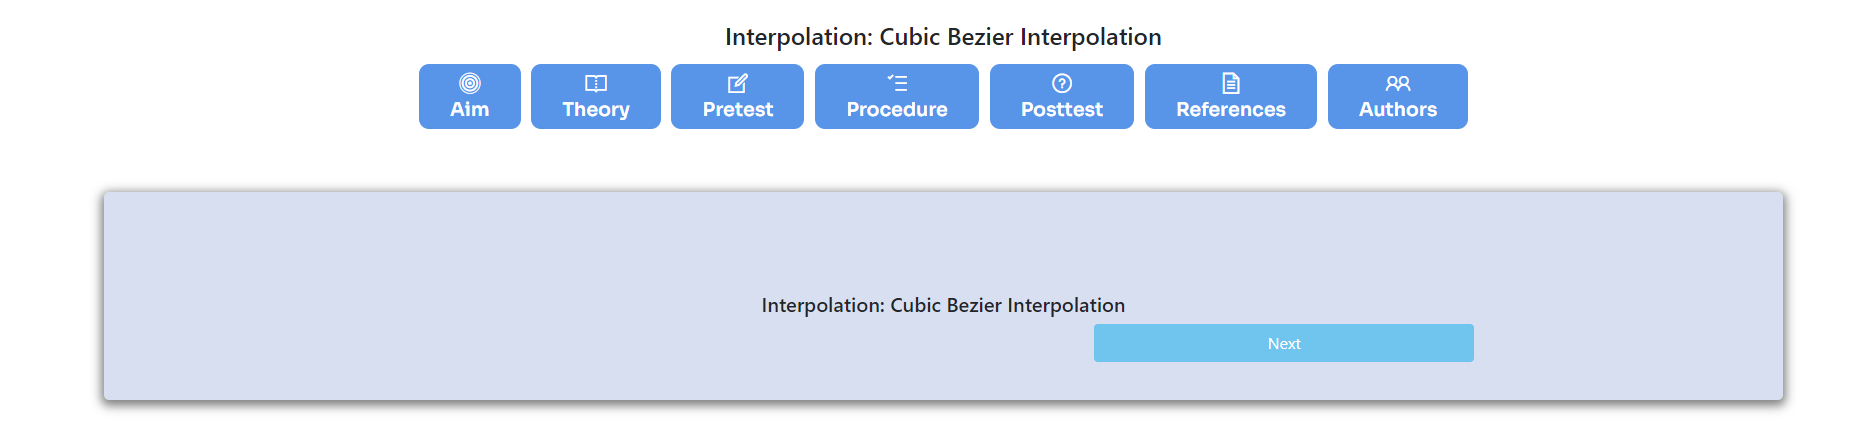 Interpolation: Cubic Bezier Interpolation
Aim Theory Pretest Procedure Posttest References Authors
Interpolation: Cubic Bezier Interpolation
Next